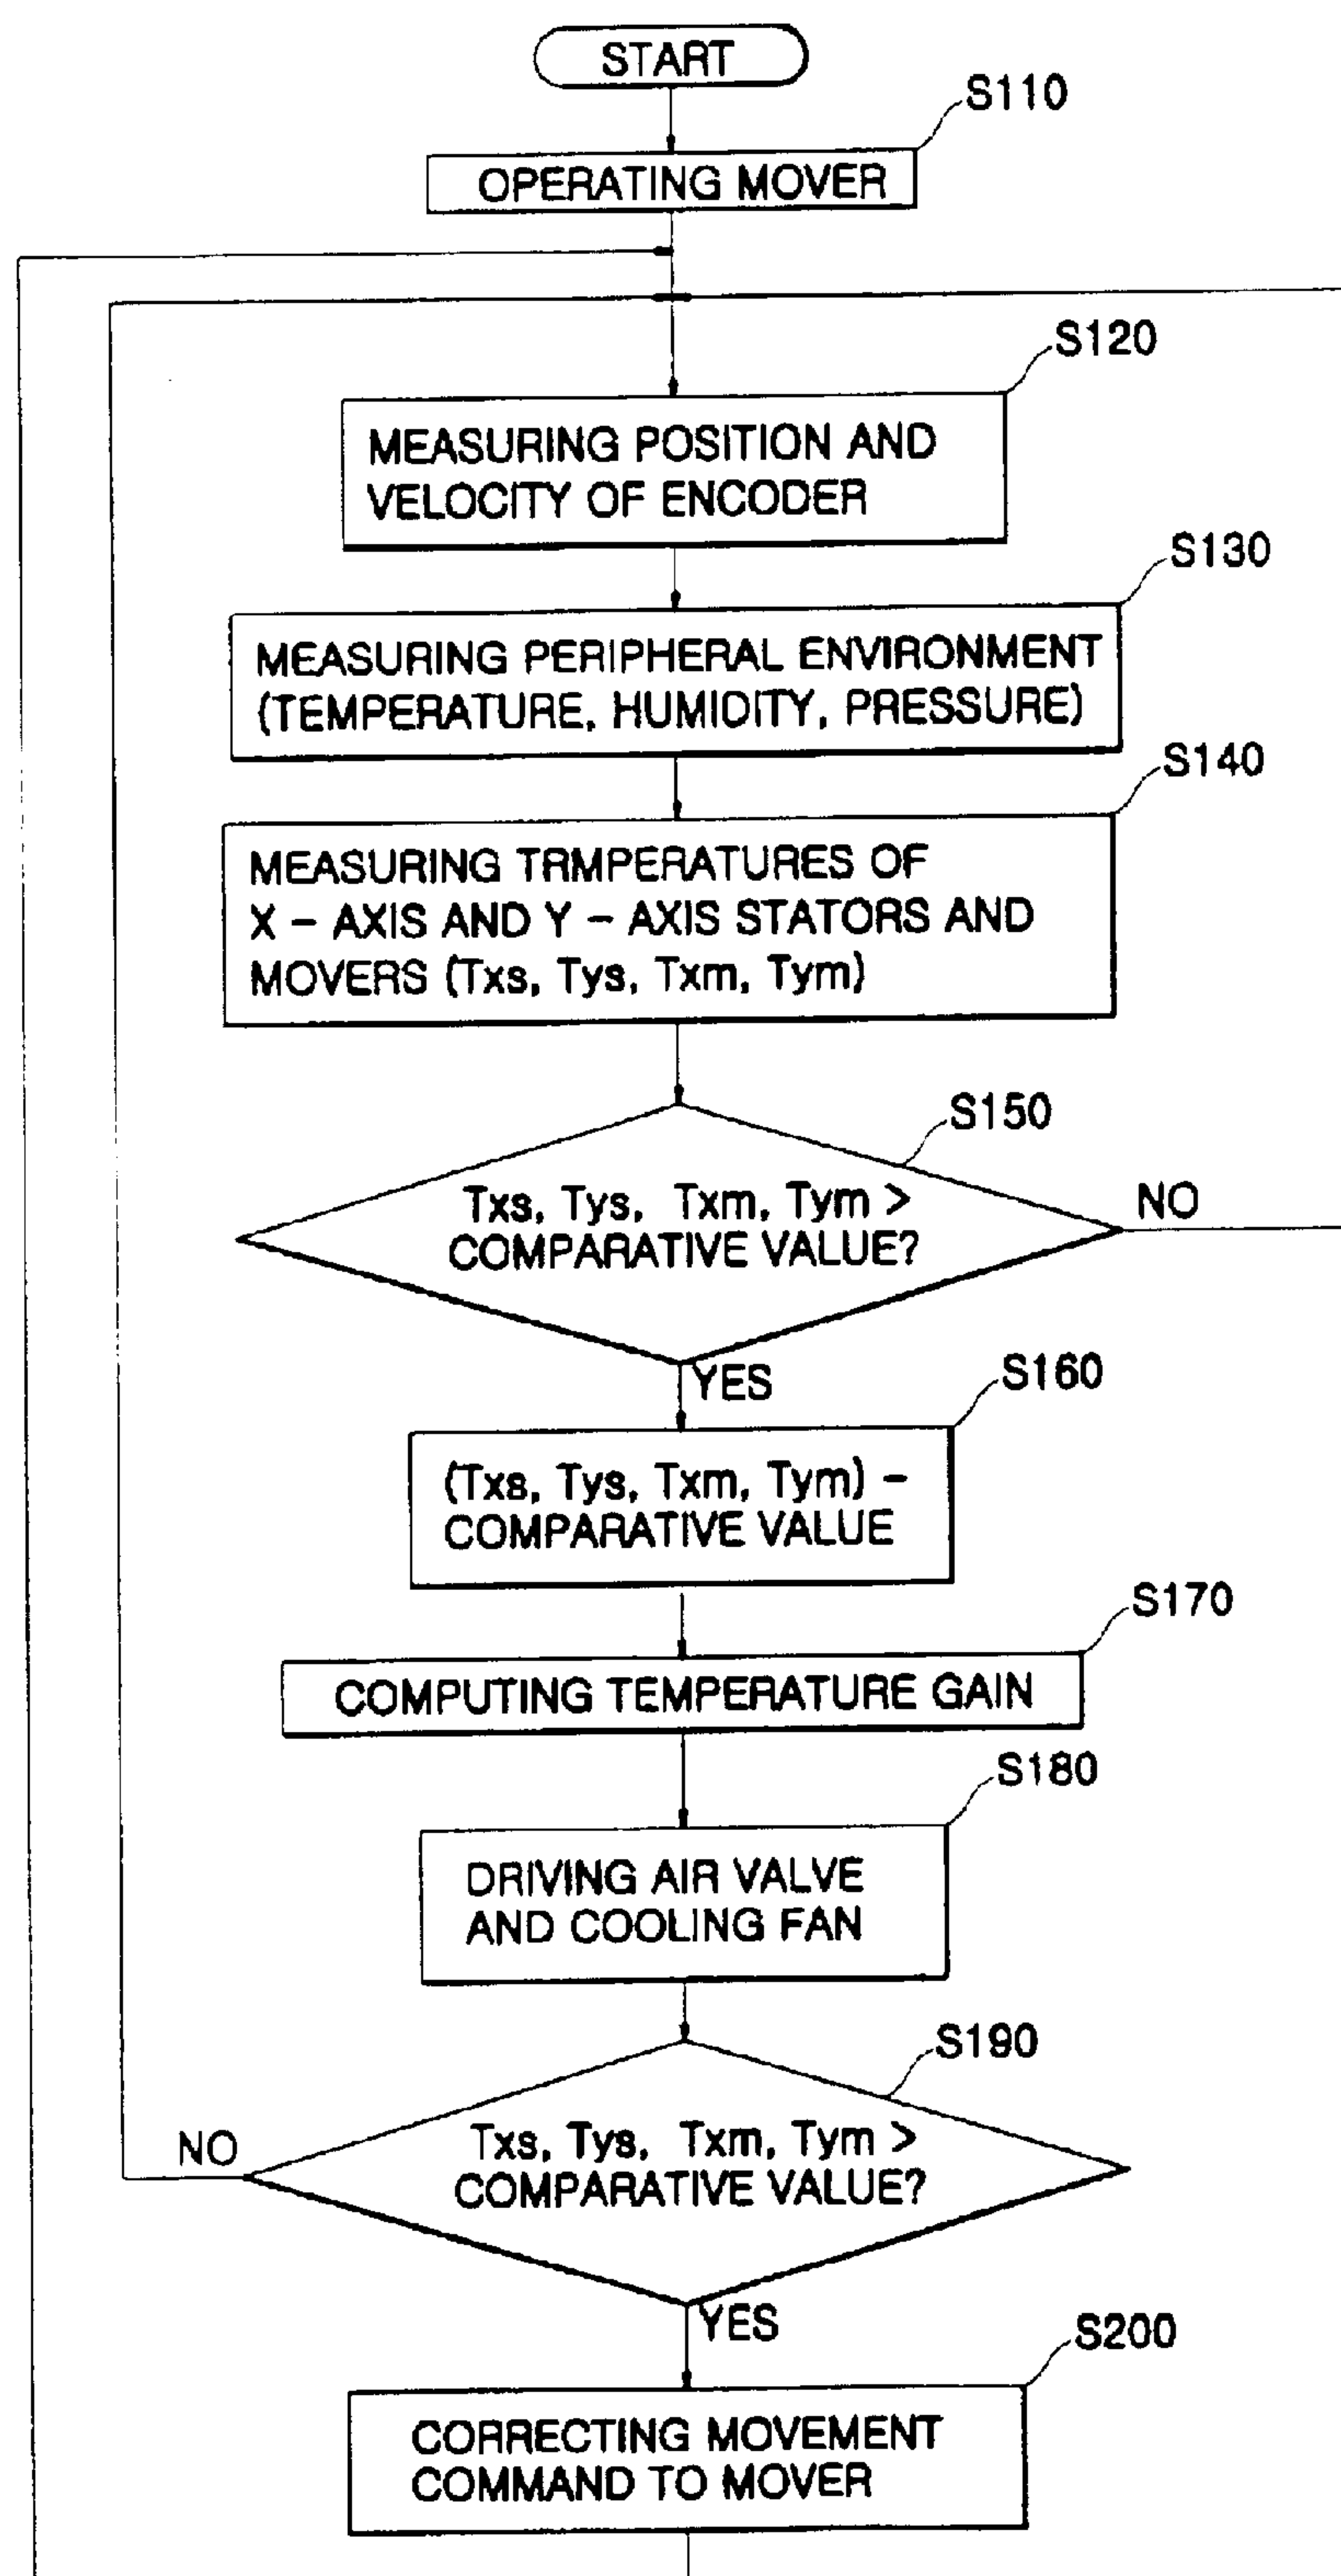 START
S110
OPERATING MOVER
S120
MEASURING POSITION AND
VELOCITY OF ENCODER
S130
MEASURING PERIPHERAL ENVIRONMENT
(TEMPERATURE, HUMIDITY, PRESSURE)
S140
MEASURING TRMPERATURES OF
X – AXIS AND Y – AXIS STATORS AND
MOVERS (Txs, Tys, Txm, Tym)
S150
Txs, Tys, Txm, Tym >
COMPARATIVE VALUE?
NO
YES
S160
(Txs, Tys, Txm, Tym) –
COMPARATIVE VALUE
S170
COMPUTING TEMPERATURE GAIN
S180
DRIVING AIR VALVE
AND COOLING FAN
S190
Txs, Tys, Txm, Tym >
COMPARATIVE VALUE?
NO
YES
S200
CORRECTING MOVEMENT
COMMAND TO MOVER